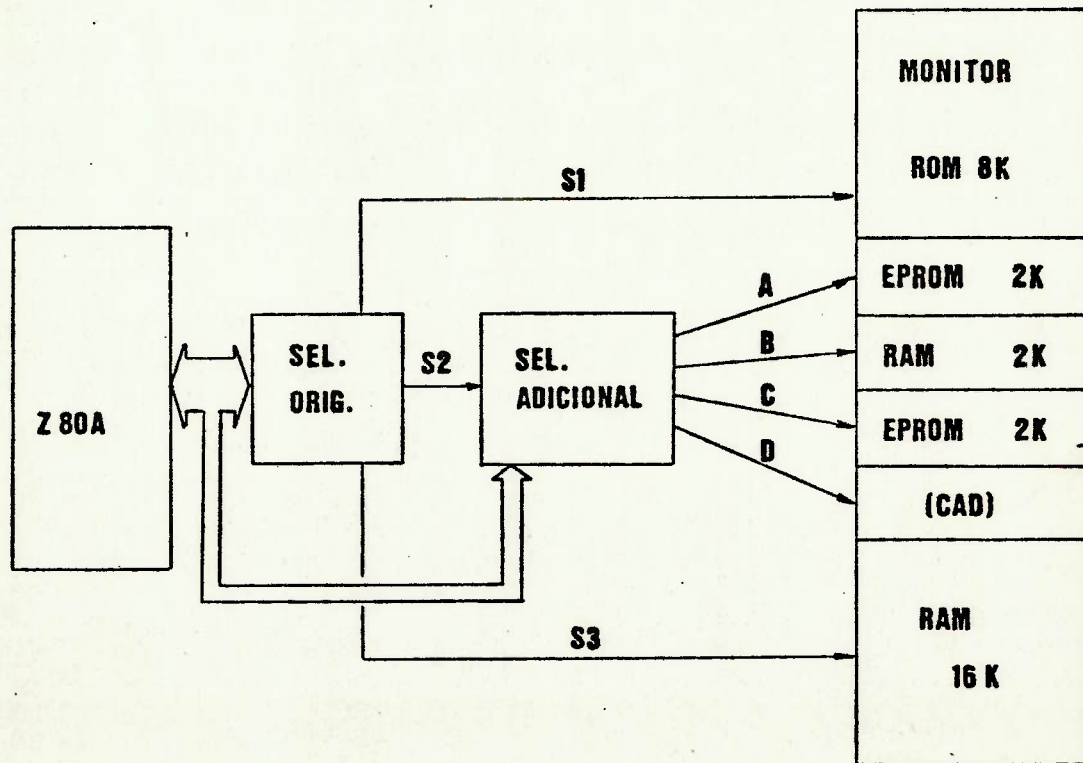 MONITOR
ROM 8K
S1
EPROM 2K
A
B
RAM 2K
SEL.
ORIG.
S2
SEL.
ADICIONAL
C
EPROM 2K
Z 80A
D
(CAD)
RAM
S3
16 K